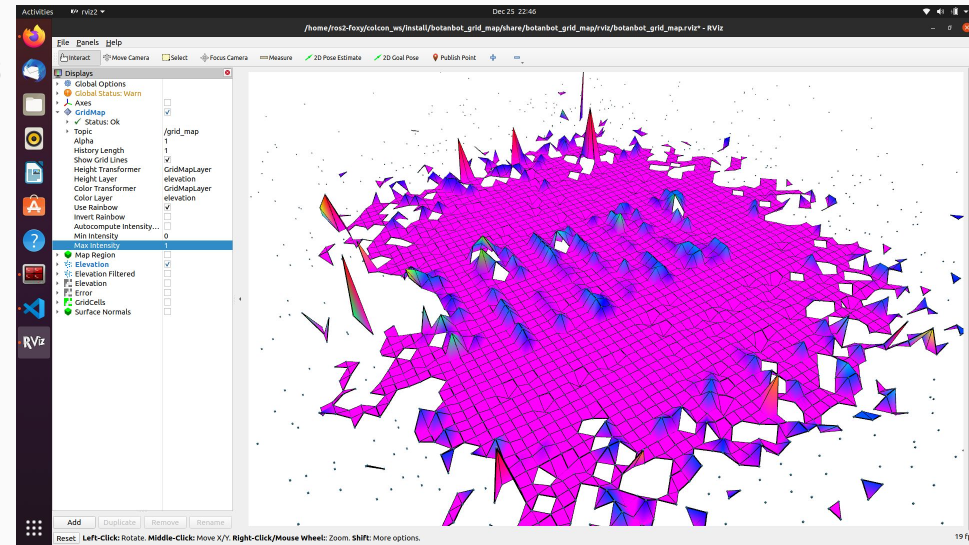 Activities
rviz2
Dec 25 22:46
/home/ros2-foxy/colcon_ws/install/botanbot_grid_map/share/botanbot_grid_map/rviz/botanbot_grid_map.rviz* - RViz
File Panels Help
Interact Move Camera Select Focus Camera Measure 2D Pose Estimate 2D Goal Pose Publish Point
Displays
Global Options
Global Status: Warn
Axes
GridMap
Status: Ok
Topic /grid_map
Alpha 1
History Length 1
Show Grid Lines
Height Transformer GridMapLayer
Height Layer elevation
Color Transformer GridMapLayer
Color Layer elevation
Use Rainbow
Invert Rainbow
Autocompute Intensity...
Min Intensity 0
Max Intensity 1
Map Region
Elevation
Elevation Filtered
Elevation
Error
GridCells
Surface Normals
RViz
Add Duplicate Remove Rename
Reset Left-Click: Rotate. Middle-Click: Move X/Y. Right-Click/Mouse Wheel:: Zoom. Shift: More options.
19 f